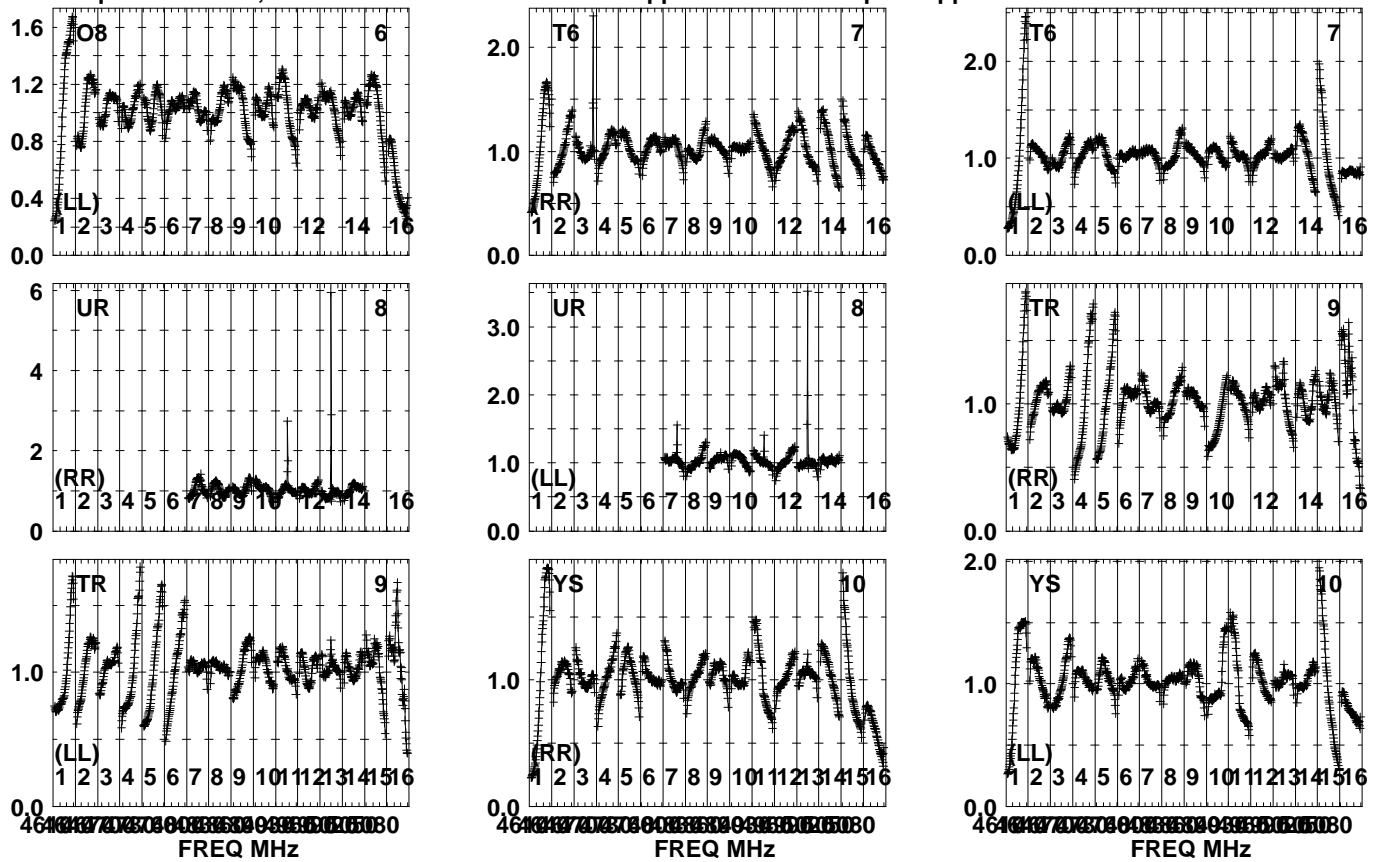 1.6
O8 6
1.2
0.8
0.4
(LL)
1 2 3 4 5 6 7 8 9 10 12 14 16
0.0
T6 7
2.0
1.0
(RR)
1 2 3 4 5 6 7 8 9 10 12 14 16
0.0
T6 7
2.0
1.0
(LL)
1 2 3 4 5 6 7 8 9 10 12 14 16
0.0
6
UR 8
4
2
(RR)
1 2 3 4 5 6 7 8 9 10 12 14 16
0
UR 8
3.0
2.0
1.0
(LL)
1 2 3 4 5 6 7 8 9 10 12 14 16
0.0
TR 9
1.0
(RR)
1 2 3 4 5 6 7 8 9 10 12 14 16
0.0
TR 9
1.0
(LL)
1 2 3 4 5 6 7 8 9 10 11 12 13 14 15 16
0.0
FREQ MHz
YS 10
1.0
(RR)
1 2 3 4 5 6 7 8 9 10 11 12 13 14 15 16
0.0
FREQ MHz
2.0
YS 10
1.0
(LL)
1 2 3 4 5 6 7 8 9 10 11 12 13 14 15 16
0.0
FREQ MHz